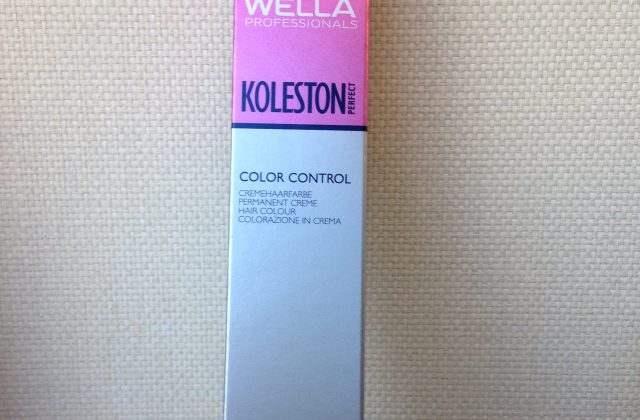 WELLA
PROFESSIONALS
KOLESTON
PERFECT
COLOR CONTROL
CREMEHAARFARBE
PERMANENT CREME
HAIR COLOUR
COLORAZIONE IN CREMA